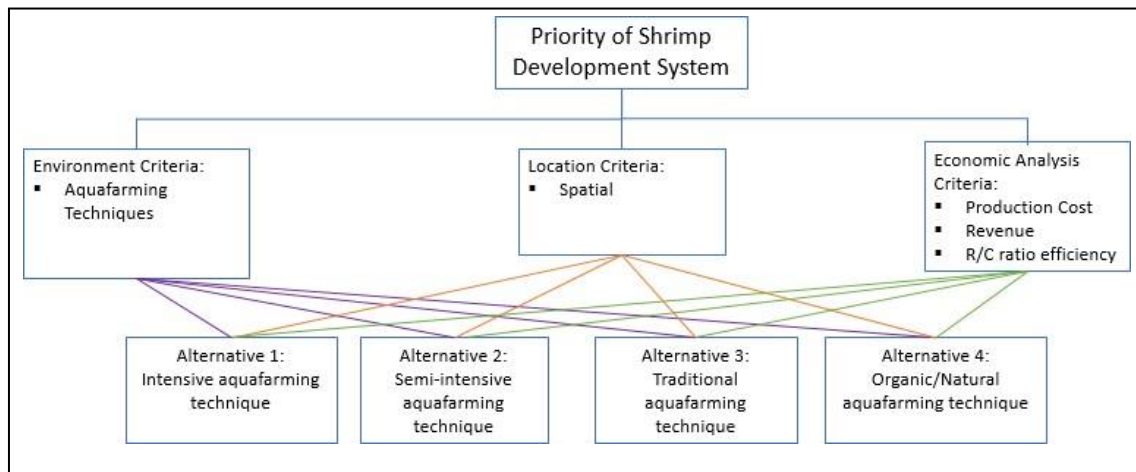 Priority of Shrimp
Development System
Environment Criteria:
▪ Aquafarming
Techniques
Location Criteria:
▪ Spatial
Economic Analysis
Criteria:
▪ Production Cost
▪ Revenue
▪ R/C ratio efficiency
Alternative 1:
Intensive aquafarming
technique
Alternative 2:
Semi-intensive
aquafarming
technique
Alternative 3:
Traditional
aquafarming
technique
Alternative 4:
Organic/Natural
aquafarming technique